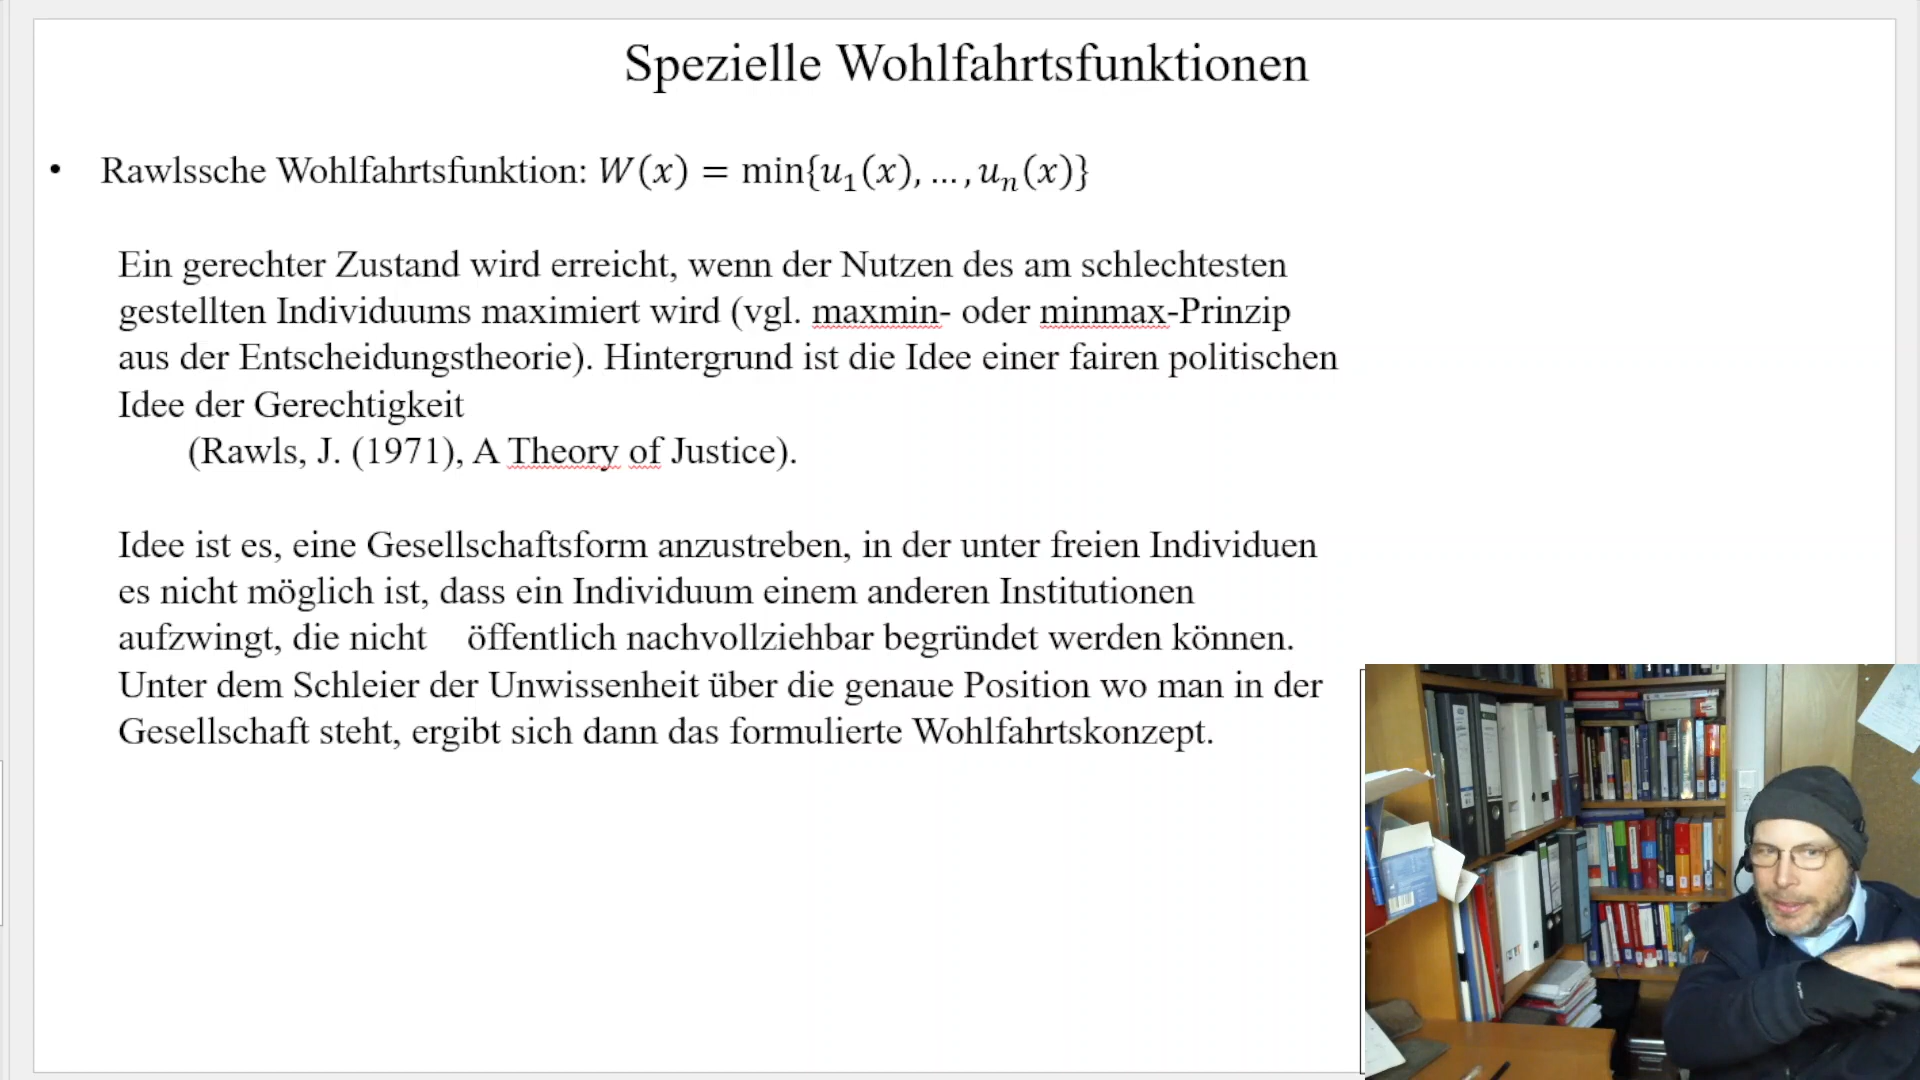 Spezielle Wohlfahrtsfunktionen
• Rawlssche Wohlfahrtsfunktion: W(x) = min{u₁(x), … , uₙ(x)}
Ein gerechter Zustand wird erreicht, wenn der Nutzen des am schlechtesten
gestellten Individuums maximiert wird (vgl. maxmin- oder minmax-Prinzip
aus der Entscheidungstheorie). Hintergrund ist die Idee einer fairen politischen
Idee der Gerechtigkeit
(Rawls, J. (1971), A Theory of Justice).
Idee ist es, eine Gesellschaftsform anzustreben, in der unter freien Individuen
es nicht möglich ist, dass ein Individuum einem anderen Institutionen
aufzwingt, die nicht öffentlich nachvollziehbar begründet werden können.
Unter dem Schleier der Unwissenheit über die genaue Position wo man in der
Gesellschaft steht, ergibt sich dann das formulierte Wohlfahrtskonzept.